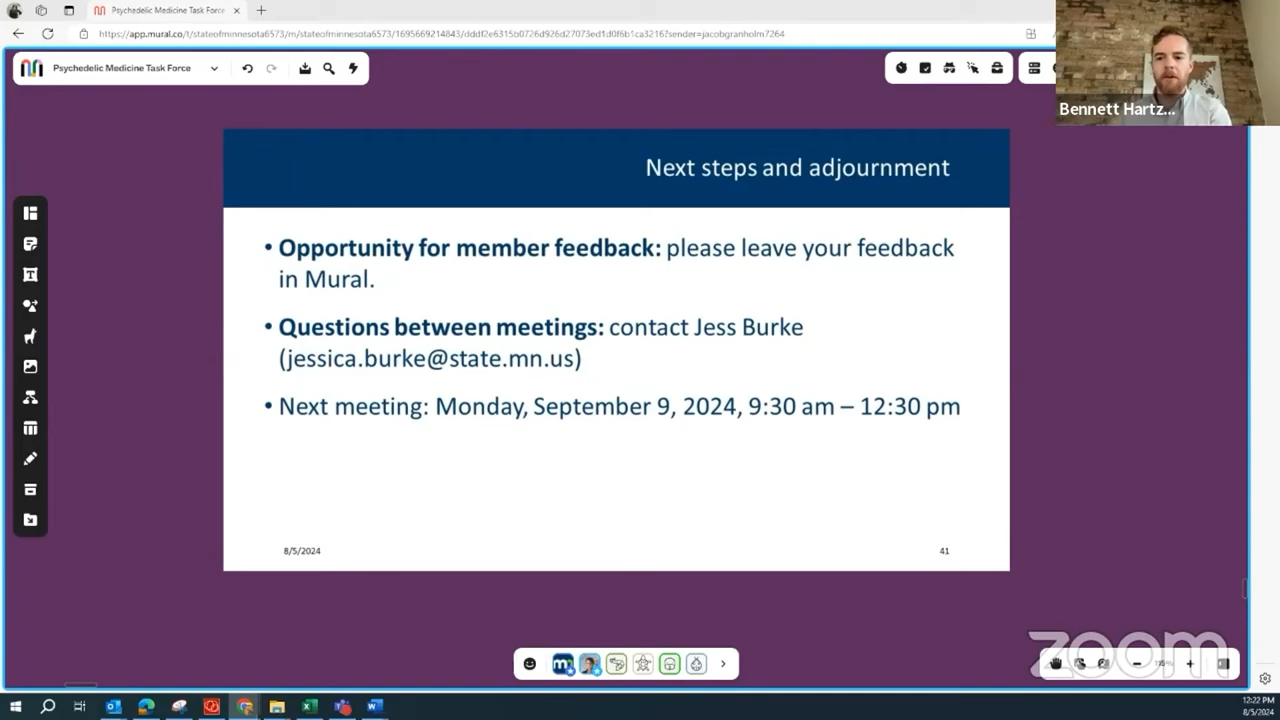 Psychedelic Medicine Task Force
https://app.mural.co/t/stateofminnesota6573/m/stateofminnesota6573/1695669214843/dddf2e6315b0726d926d27073ed1d0f6b1ca3216?sender=jacobgranholm7264
Psychedelic Medicine Task Force
Bennett Hartz...
Next steps and adjournment
• Opportunity for member feedback: please leave your feedback
in Mural.
• Questions between meetings: contact Jess Burke
(jessica.burke@state.mn.us)
• Next meeting: Monday, September 9, 2024, 9:30 am – 12:30 pm
8/5/2024
41
zoom
12:22 PM
8/5/2024